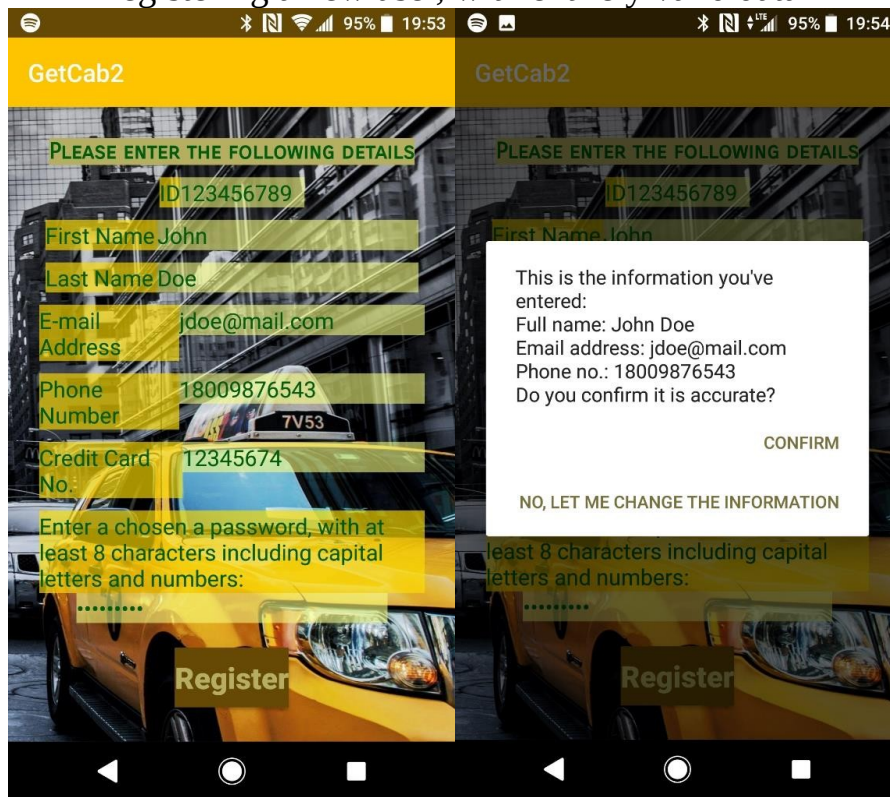 95% 19:53
GetCab2
PLEASE ENTER THE FOLLOWING DETAILS
ID123456789
First Name John
Last Name Doe
E-mail Address jdoe@mail.com
Phone Number 18009876543
Credit Card No. 12345674
Enter a chosen a password, with at
least 8 characters including capital
letters and numbers:
•••••••••
Register
7V53
LTE 95% 19:54
GetCab2
PLEASE ENTER THE FOLLOWING DETAILS
ID123456789
First Name John
This is the information you've
entered:
Full name: John Doe
Email address: jdoe@mail.com
Phone no.: 18009876543
Do you confirm it is accurate?
CONFIRM
NO, LET ME CHANGE THE INFORMATION
least 8 characters including capital
letters and numbers:
•••••••••
Register